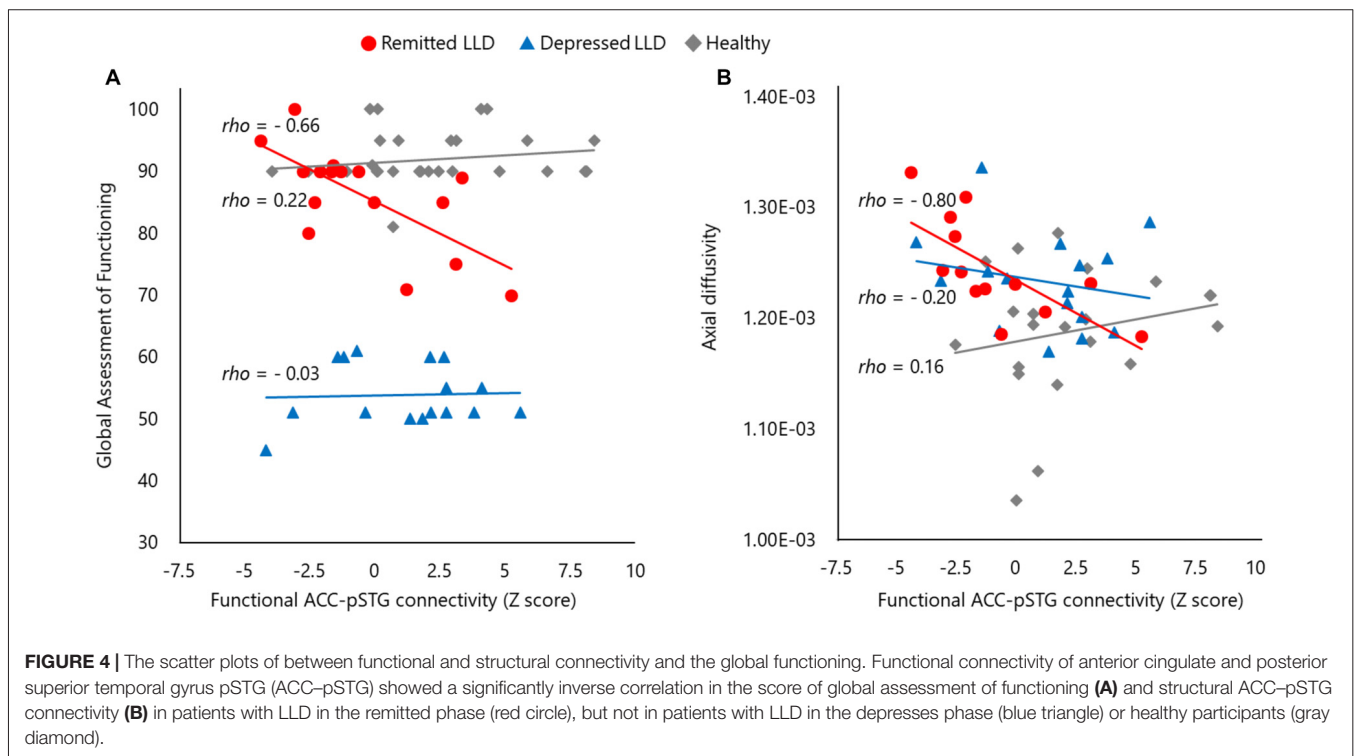 Remitted LLD Depressed LLD Healthy
A
Global Assessment of Functioning
100
90
80
70
60
50
40
30
rho = - 0.66
rho = 0.22
rho = - 0.03
-7.5 -5 -2.5 0 2.5 5 7.5 10
Functional ACC-pSTG connectivity (Z score)
B
Axial diffusivity
1.40E-03
1.30E-03
1.20E-03
1.10E-03
1.00E-03
rho = - 0.80
rho = - 0.20
rho = 0.16
-7.5 -5 -2.5 0 2.5 5 7.5 10
Functional ACC-pSTG connectivity (Z score)
FIGURE 4 | The scatter plots of between functional and structural connectivity and the global functioning. Functional connectivity of anterior cingulate and posterior
superior temporal gyrus pSTG (ACC–pSTG) showed a significantly inverse correlation in the score of global assessment of functioning (A) and structural ACC–pSTG
connectivity (B) in patients with LLD in the remitted phase (red circle), but not in patients with LLD in the depresses phase (blue triangle) or healthy participants (gray
diamond).